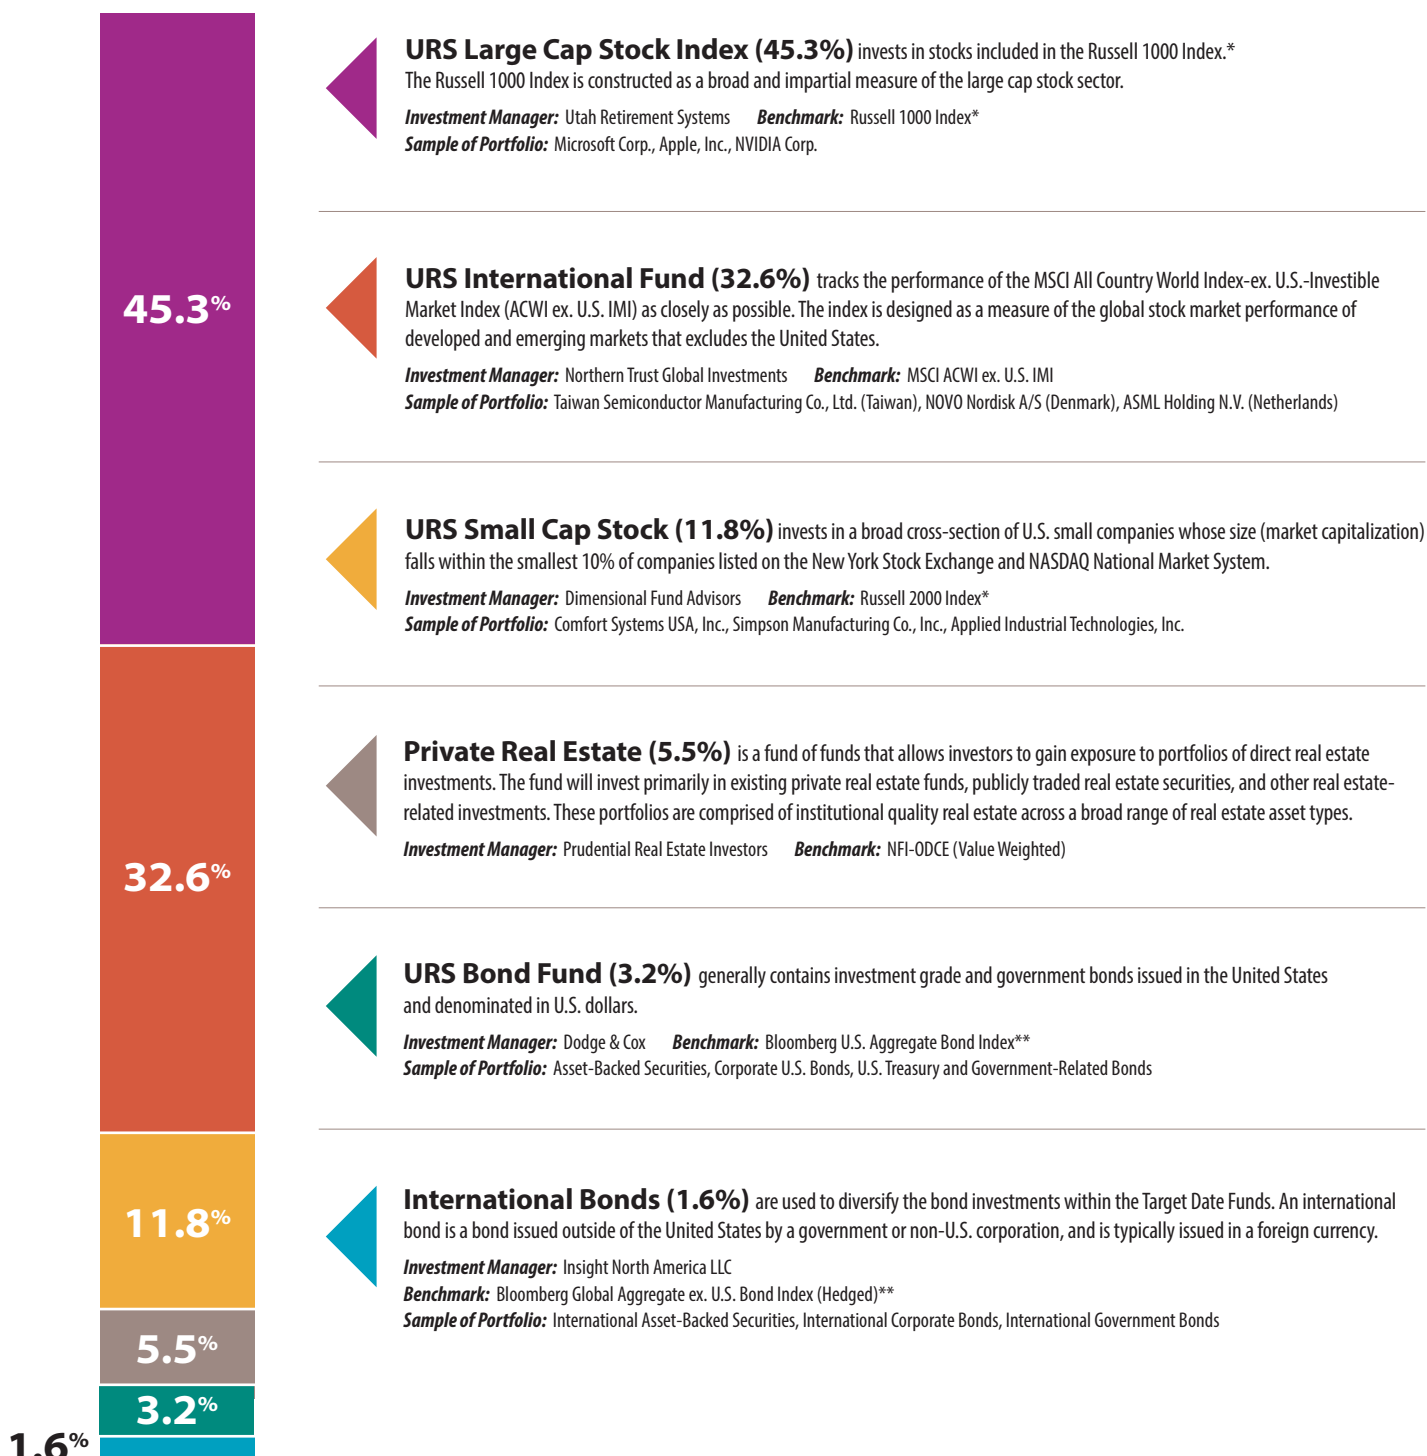 URS Large Cap Stock Index (45.3%) invests in stocks included in the Russell 1000 Index.*
The Russell 1000 Index is constructed as a broad and impartial measure of the large cap stock sector.
Investment Manager: Utah Retirement Systems Benchmark: Russell 1000 Index*
Sample of Portfolio: Microsoft Corp., Apple, Inc., NVIDIA Corp.
45.3%
URS International Fund (32.6%) tracks the performance of the MSCI All Country World Index-ex. U.S.-Investible
Market Index (ACWI ex. U.S. IMI) as closely as possible. The index is designed as a measure of the global stock market performance of
developed and emerging markets that excludes the United States.
Investment Manager: Northern Trust Global Investments Benchmark: MSCI ACWI ex. U.S. IMI
Sample of Portfolio: Taiwan Semiconductor Manufacturing Co., Ltd. (Taiwan), NOVO Nordisk A/S (Denmark), ASML Holding N.V. (Netherlands)
URS Small Cap Stock (11.8%) invests in a broad cross-section of U.S. small companies whose size (market capitalization)
falls within the smallest 10% of companies listed on the New York Stock Exchange and NASDAQ National Market System.
Investment Manager: Dimensional Fund Advisors Benchmark: Russell 2000 Index*
Sample of Portfolio: Comfort Systems USA, Inc., Simpson Manufacturing Co., Inc., Applied Industrial Technologies, Inc.
Private Real Estate (5.5%) is a fund of funds that allows investors to gain exposure to portfolios of direct real estate
investments. The fund will invest primarily in existing private real estate funds, publicly traded real estate securities, and other real estate-
related investments. These portfolios are comprised of institutional quality real estate across a broad range of real estate asset types.
Investment Manager: Prudential Real Estate Investors Benchmark: NFI-ODCE (Value Weighted)
32.6%
URS Bond Fund (3.2%) generally contains investment grade and government bonds issued in the United States
and denominated in U.S. dollars.
Investment Manager: Dodge & Cox Benchmark: Bloomberg U.S. Aggregate Bond Index**
Sample of Portfolio: Asset-Backed Securities, Corporate U.S. Bonds, U.S. Treasury and Government-Related Bonds
International Bonds (1.6%) are used to diversify the bond investments within the Target Date Funds. An international
bond is a bond issued outside of the United States by a government or non-U.S. corporation, and is typically issued in a foreign currency.
Investment Manager: Insight North America LLC
Benchmark: Bloomberg Global Aggregate ex. U.S. Bond Index (Hedged)**
Sample of Portfolio: International Asset-Backed Securities, International Corporate Bonds, International Government Bonds
11.8%
5.5%
3.2%
1.6%